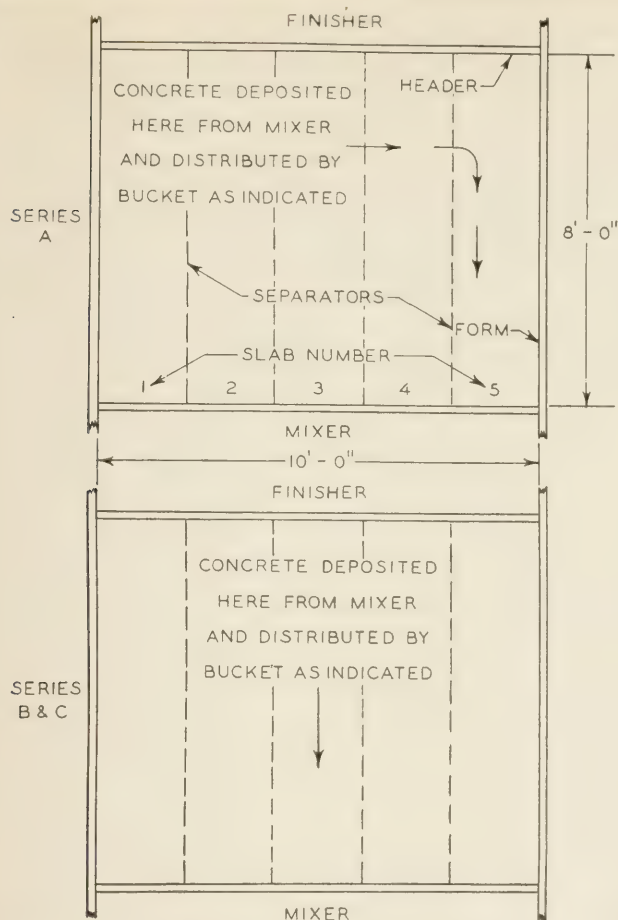 FINISHER
HEADER
CONCRETE DEPOSITED
HERE FROM MIXER
AND DISTRIBUTED BY
BUCKET AS INDICATED
SERIES
A
8'-0"
SEPARATORS
FORM
SLAB NUMBER
1 2 3 4 5
MIXER
10'-0"
FINISHER
CONCRETE DEPOSITED
HERE FROM MIXER
AND DISTRIBUTED BY
BUCKET AS INDICATED
SERIES
B & C
MIXER